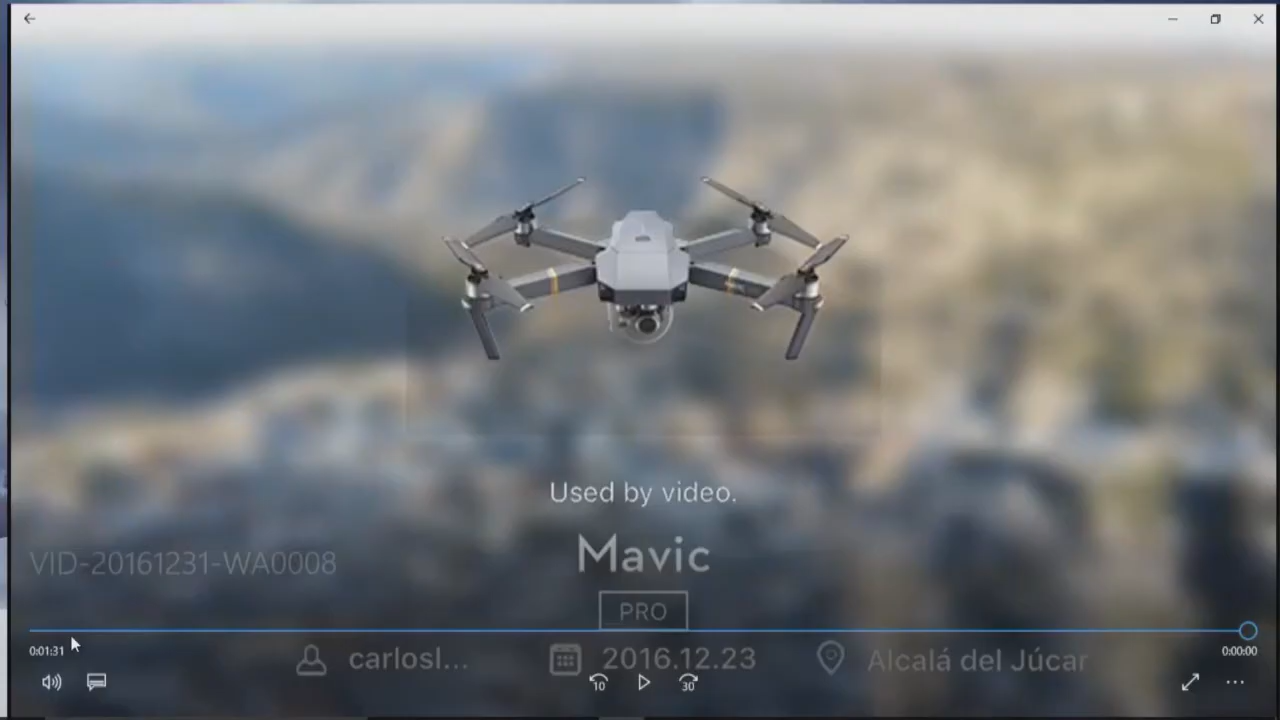 Used by video.
VID-20161231-WA0008
Mavic
PRO
0:01:31
0:00:00
carlosl...
2016.12.23
Alcalá del Júcar
10
30